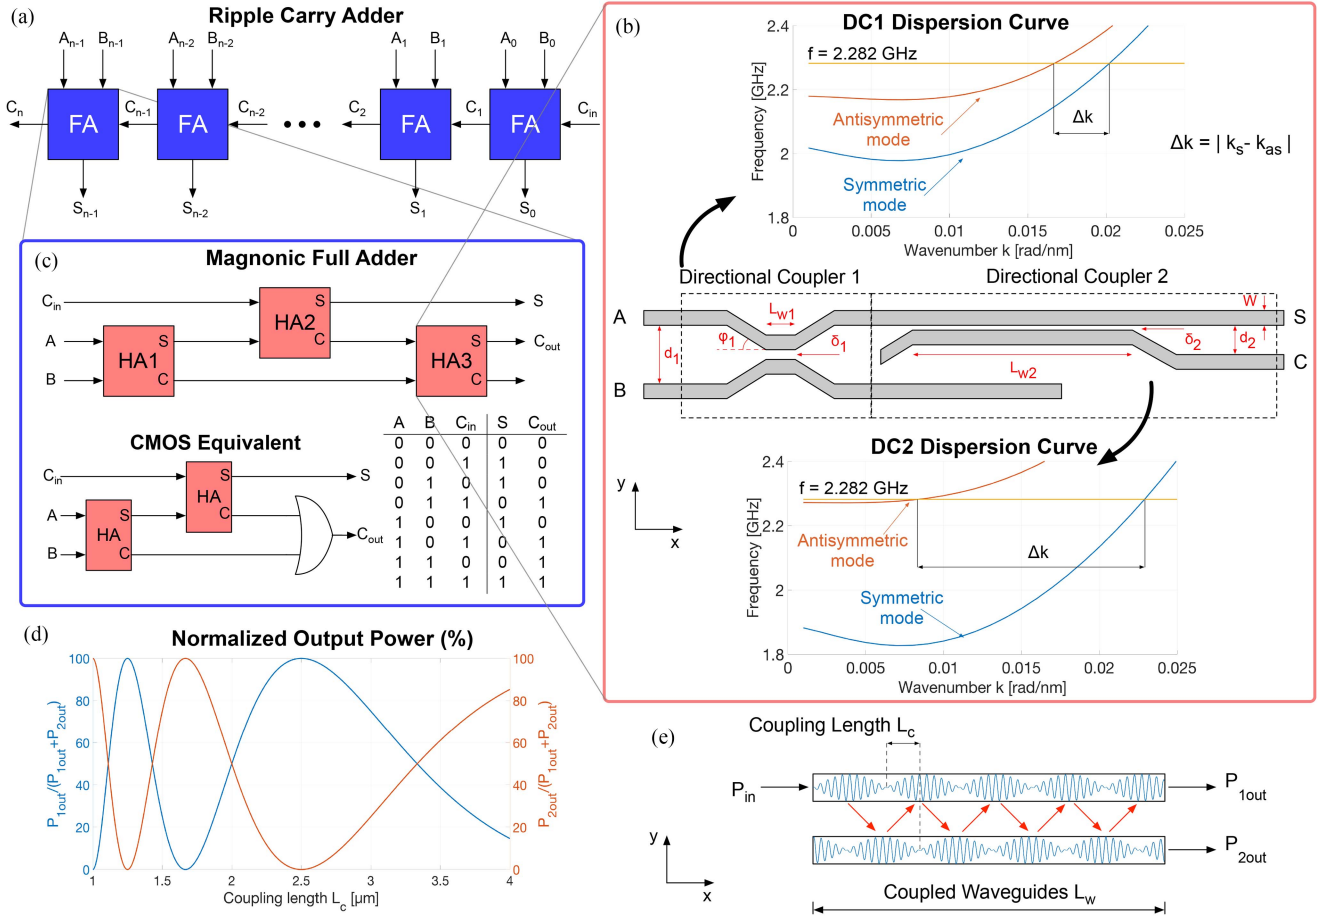 (a)
Ripple Carry Adder
A_{n-1} B_{n-1} A_{n-2} B_{n-2} A_1 B_1 A_0 B_0
C_n FA C_{n-1} FA C_{n-2} ••• C_2 FA C_1 FA C_{in}
S_{n-1} S_{n-2} S_1 S_0
(b)
DC1 Dispersion Curve
2.4
2.2
2
1.8
Frequency [GHz]
f = 2.282 GHz
Antisymmetric
mode
Symmetric
mode
Δk
Δk = | k_s- k_{as} |
0 0.005 0.01 0.015 0.02 0.025
Wavenumber k [rad/nm]
Directional Coupler 1 Directional Coupler 2
A
B
L_{w1}
φ_1
d_1
δ_1
L_{w2}
δ_2
d_2
W
S
C
y
x
DC2 Dispersion Curve
2.4
2.2
2
1.8
Frequency [GHz]
f = 2.282 GHz
Antisymmetric
mode
Δk
Symmetric
mode
0 0.005 0.01 0.015 0.02 0.025
Wavenumber k [rad/nm]
(c)
Magnonic Full Adder
C_{in}
A
B
HA1 S C
HA2 S C
HA3 S C
S
C_{out}
CMOS Equivalent
C_{in}
A
B
HA S C
HA S C
S
C_{out}
A B C_{in} S C_{out}
0 0 0 0 0
0 0 1 1 0
0 1 0 1 0
0 1 1 0 1
1 0 0 1 0
1 0 1 0 1
1 1 0 0 1
1 1 1 1 1
(d)
Normalized Output Power (%)
P_{1out}/(P_{1out}+P_{2out})
100
80
60
40
20
0
1 1.5 2 2.5 3 3.5 4
Coupling length L_c [μm]
100
80
60
40
20
0
P_{2out}/(P_{1out}+P_{2out})
(e)
Coupling Length L_c
P_{in}
P_{1out}
P_{2out}
y
x
Coupled Waveguides L_w